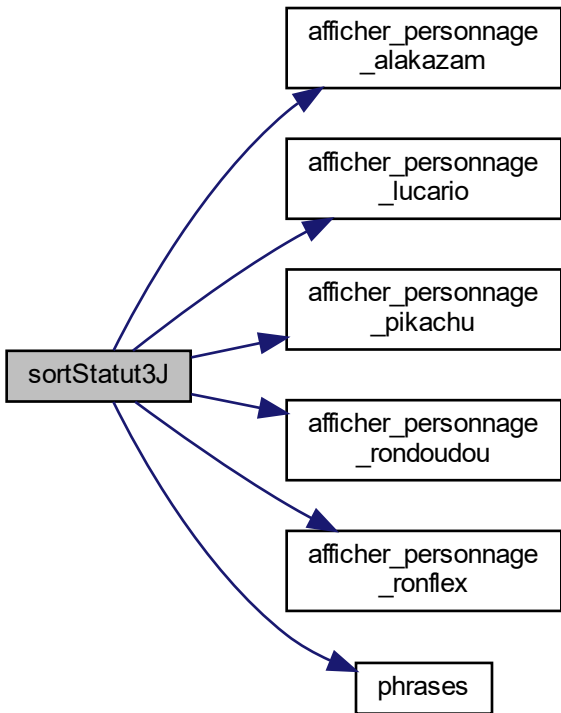 afficher_personnage
_alakazam
afficher_personnage
_lucario
afficher_personnage
_pikachu
sortStatut3J
afficher_personnage
_rondoudou
afficher_personnage
_ronflex
phrases